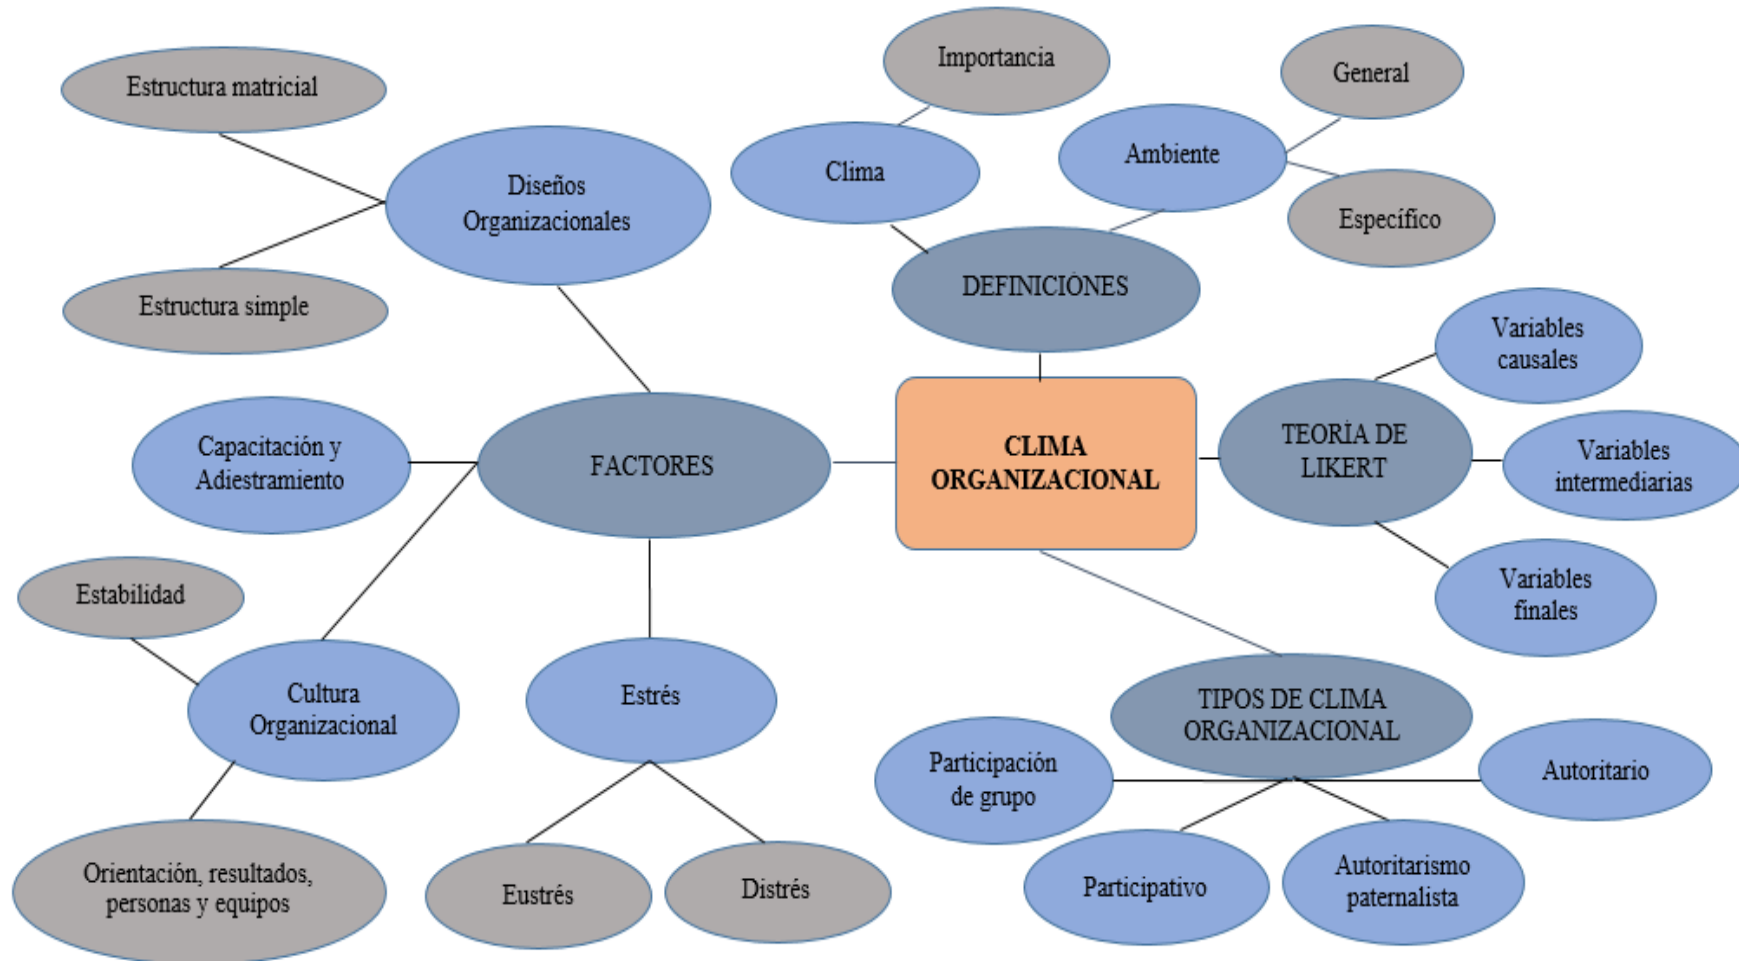 Importancia
General
Estructura matricial
Clima
Ambiente
Diseños
Organizacionales
Específico
DEFINICIÓNES
Estructura simple
Variables
causales
CLIMA
ORGANIZACIONAL
TEORÍA DE
LIKERT
Variables
intermediarias
Capacitación y
Adiestramiento
FACTORES
Variables
finales
Estabilidad
Cultura
Organizacional
Estrés
TIPOS DE CLIMA
ORGANIZACIONAL
Participación
de grupo
Autoritario
Orientación, resultados,
personas y equipos
Eustrés
Distrés
Participativo
Autoritarismo
paternalista